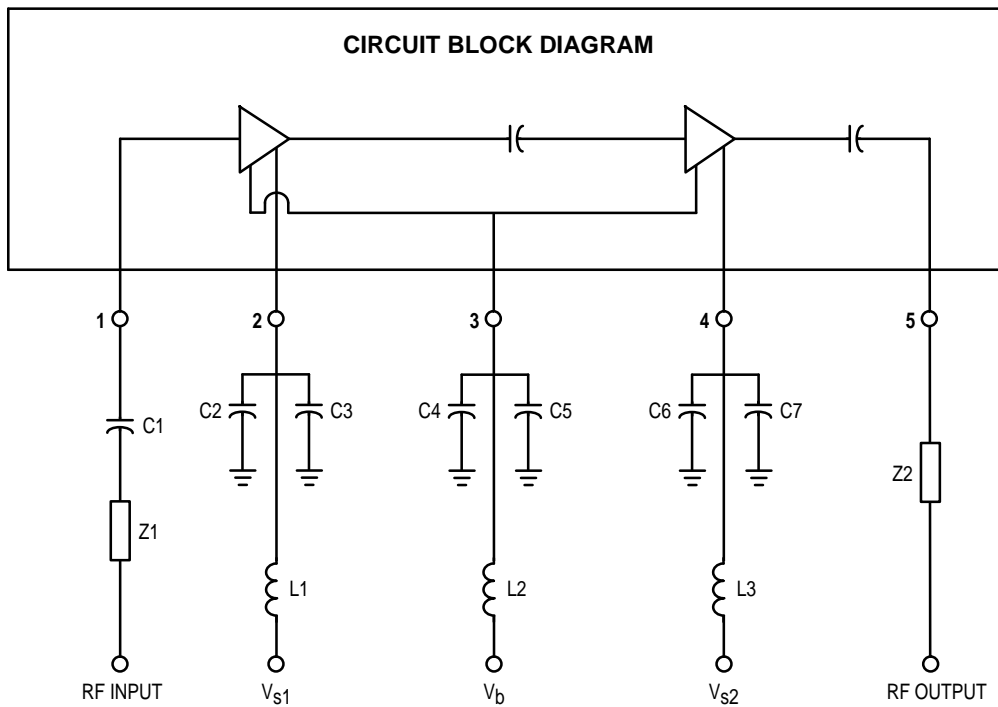 CIRCUIT BLOCK DIAGRAM
1 2 3 4 5
C2 C3 C4 C5 C6 C7
C1
Z2
Z1
L1 L2 L3
RF INPUT Vs1 Vb Vs2 RF OUTPUT